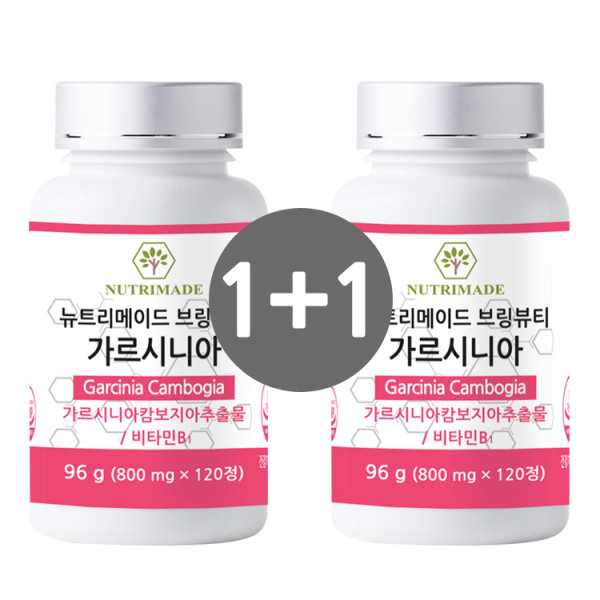 NUTRIMADE
뉴트리메이드 보링
가르시니아
Garcinia Cambogia
가르시니아캄보지아추출물
/ 비타민B1
96 g (800 mg × 120정)
1+1
NUTRIMADE
트리메이드 보링뷰티
가르시니아
Garcinia Cambogia
가르시니아캄보지아추출물
/ 비타민B1
96 g (800 mg × 120정)